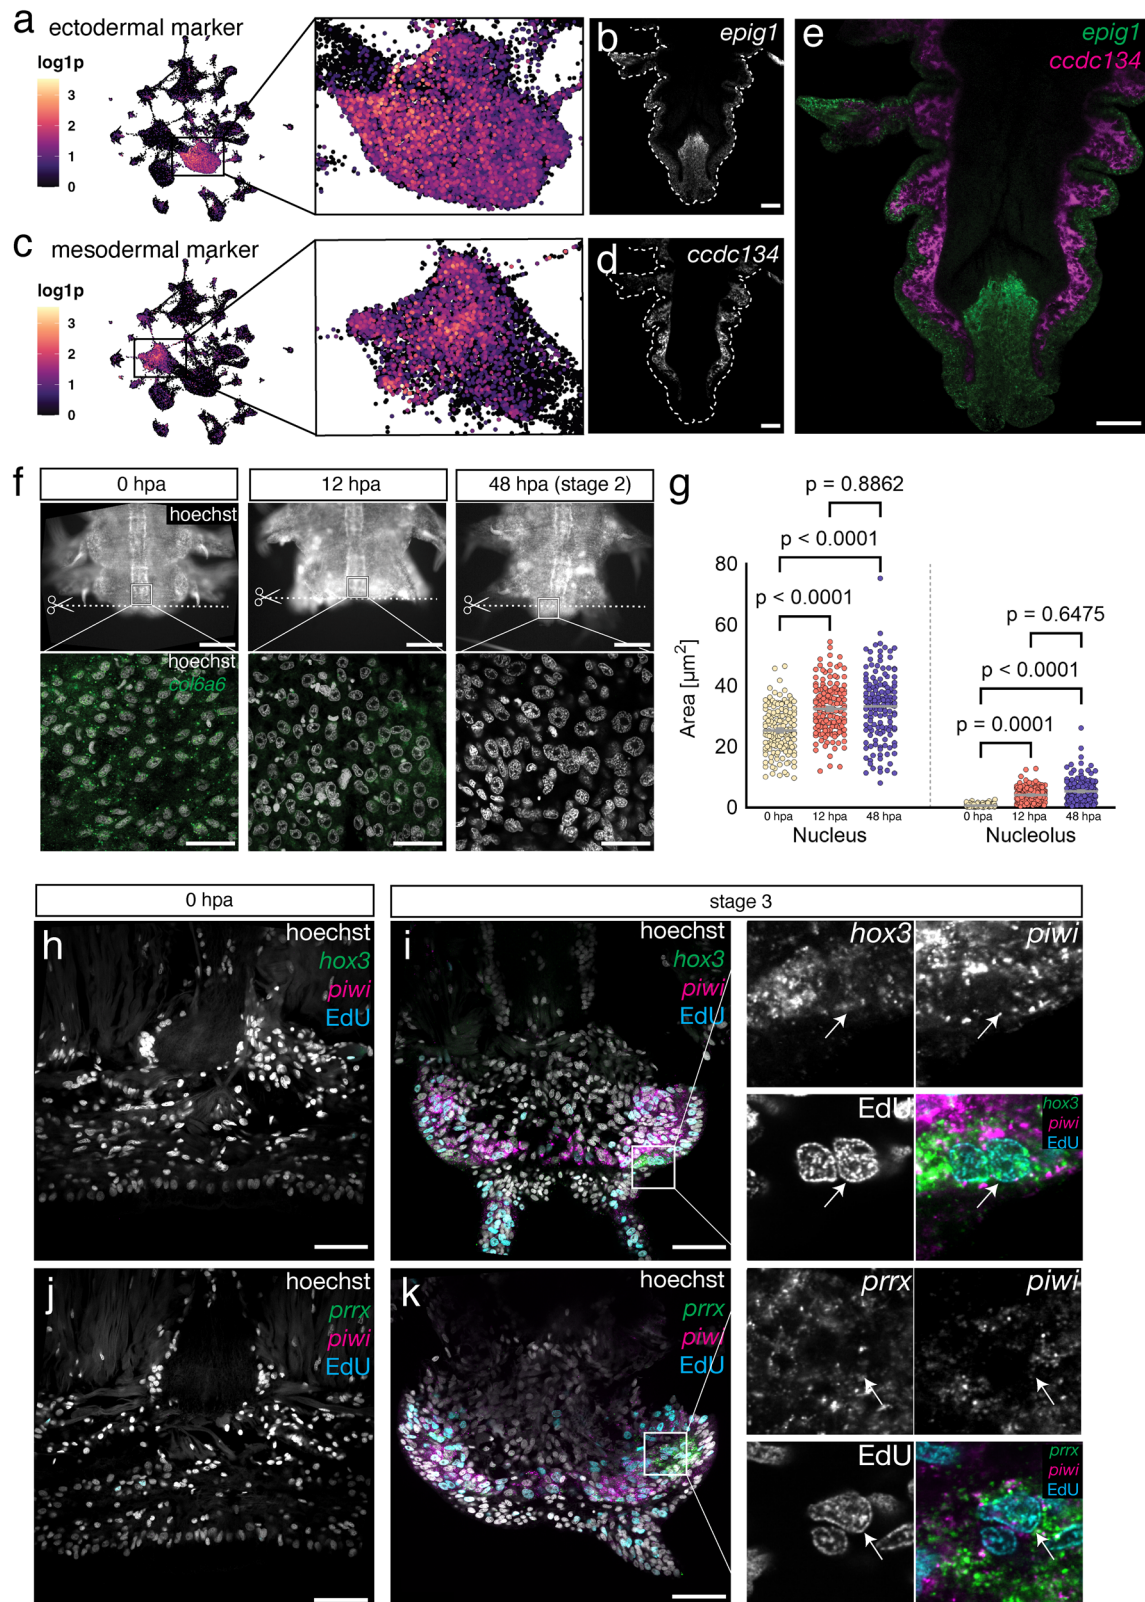 a ectodermal marker
log1p
3
2
1
0
b epig1
e epig1
ccdc134
c mesodermal marker
log1p
3
2
1
0
d ccdc134
f 0 hpa 12 hpa 48 hpa (stage 2)
hoechst
hoechst
col6a6
g
p = 0.8862
p < 0.0001
p < 0.0001
p = 0.6475
p < 0.0001
p = 0.0001
Area [µm²]
80
60
40
20
0
0 hpa 12 hpa 48 hpa 0 hpa 12 hpa 48 hpa
Nucleus Nucleolus
0 hpa stage 3
h hoechst
hox3
piwi
EdU
i hoechst
hox3
piwi
EdU
hox3 piwi
EdU hox3
piwi
EdU
j hoechst
prrx
piwi
EdU
k hoechst
prrx
piwi
EdU
prrx piwi
EdU prrx
piwi
EdU